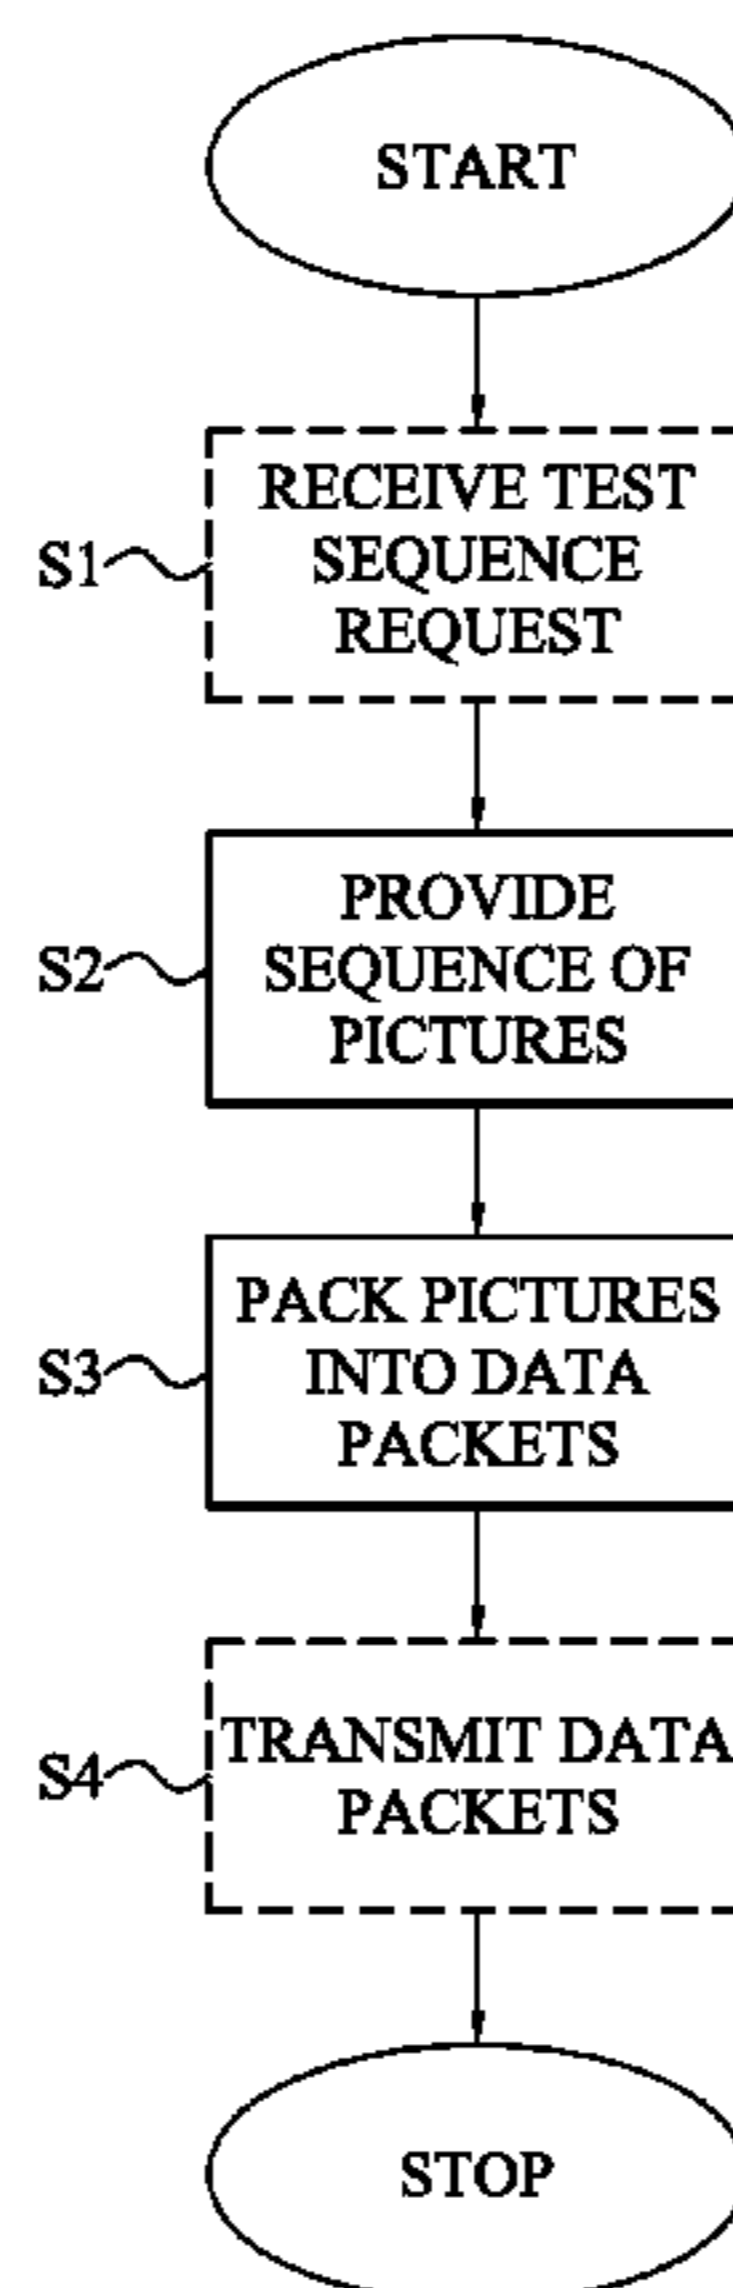 START
S1
RECEIVE TEST
SEQUENCE
REQUEST
S2
PROVIDE
SEQUENCE OF
PICTURES
S3
PACK PICTURES
INTO DATA
PACKETS
S4
TRANSMIT DATA
PACKETS
STOP